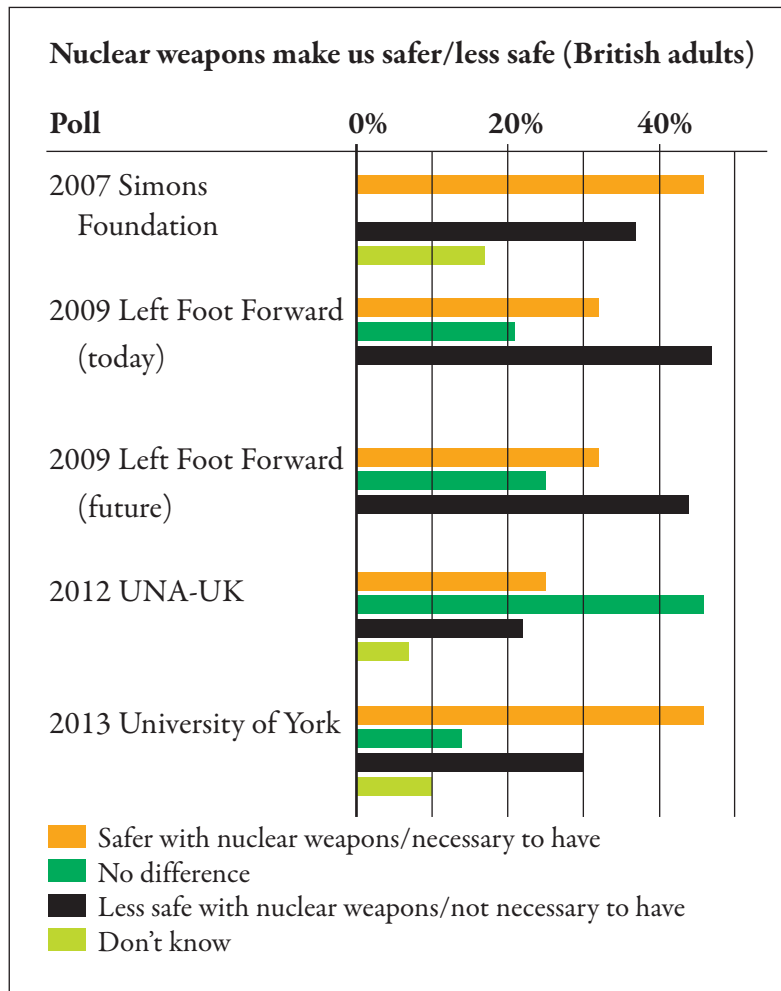 Nuclear weapons make us safer/less safe (British adults)
Poll 0% 20% 40%
2007 Simons
Foundation
2009 Left Foot Forward
(today)
2009 Left Foot Forward
(future)
2012 UNA-UK
2013 University of York
Safer with nuclear weapons/necessary to have
No difference
Less safe with nuclear weapons/not necessary to have
Don't know